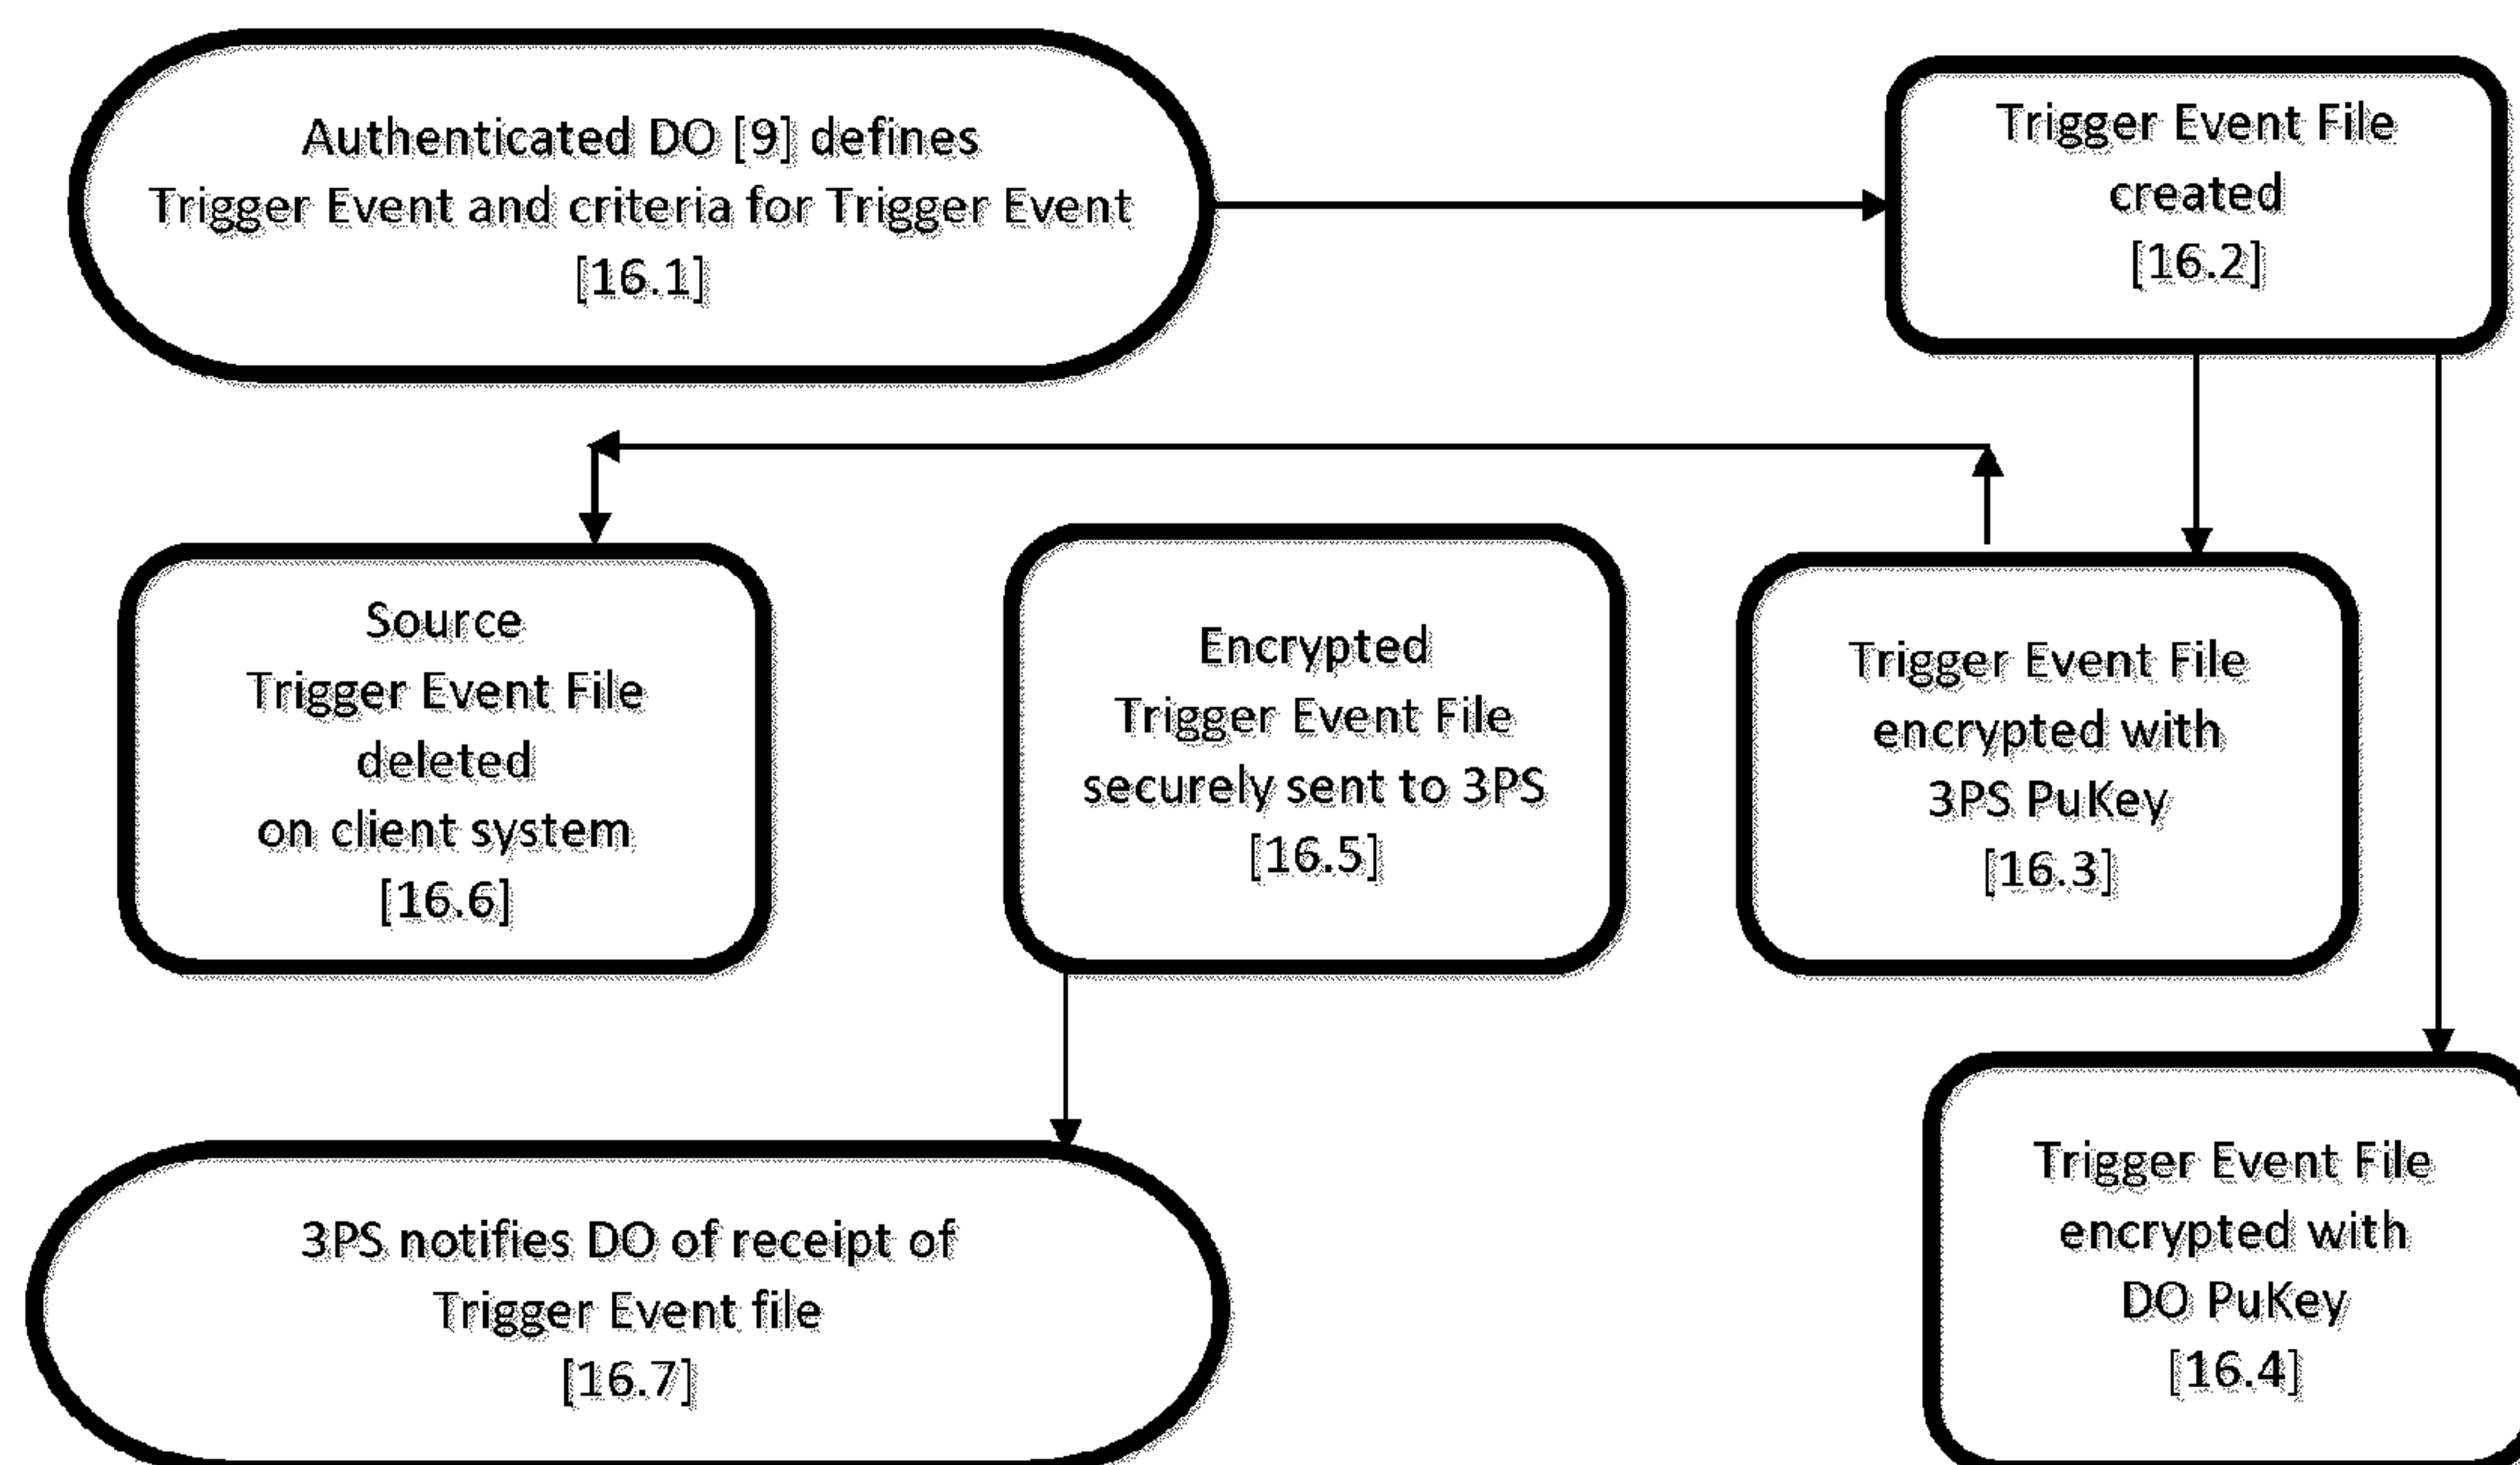 Authenticated DO [9] defines
Trigger Event and criteria for Trigger Event
[16.1]
Trigger Event File
created
[16.2]
Source
Trigger Event File
deleted
on client system
[16.6]
Encrypted
Trigger Event File
securely sent to 3PS
[16.5]
Trigger Event File
encrypted with
3PS PuKey
[16.3]
3PS notifies DO of receipt of
Trigger Event file
[16.7]
Trigger Event File
encrypted with
DO PuKey
[16.4]